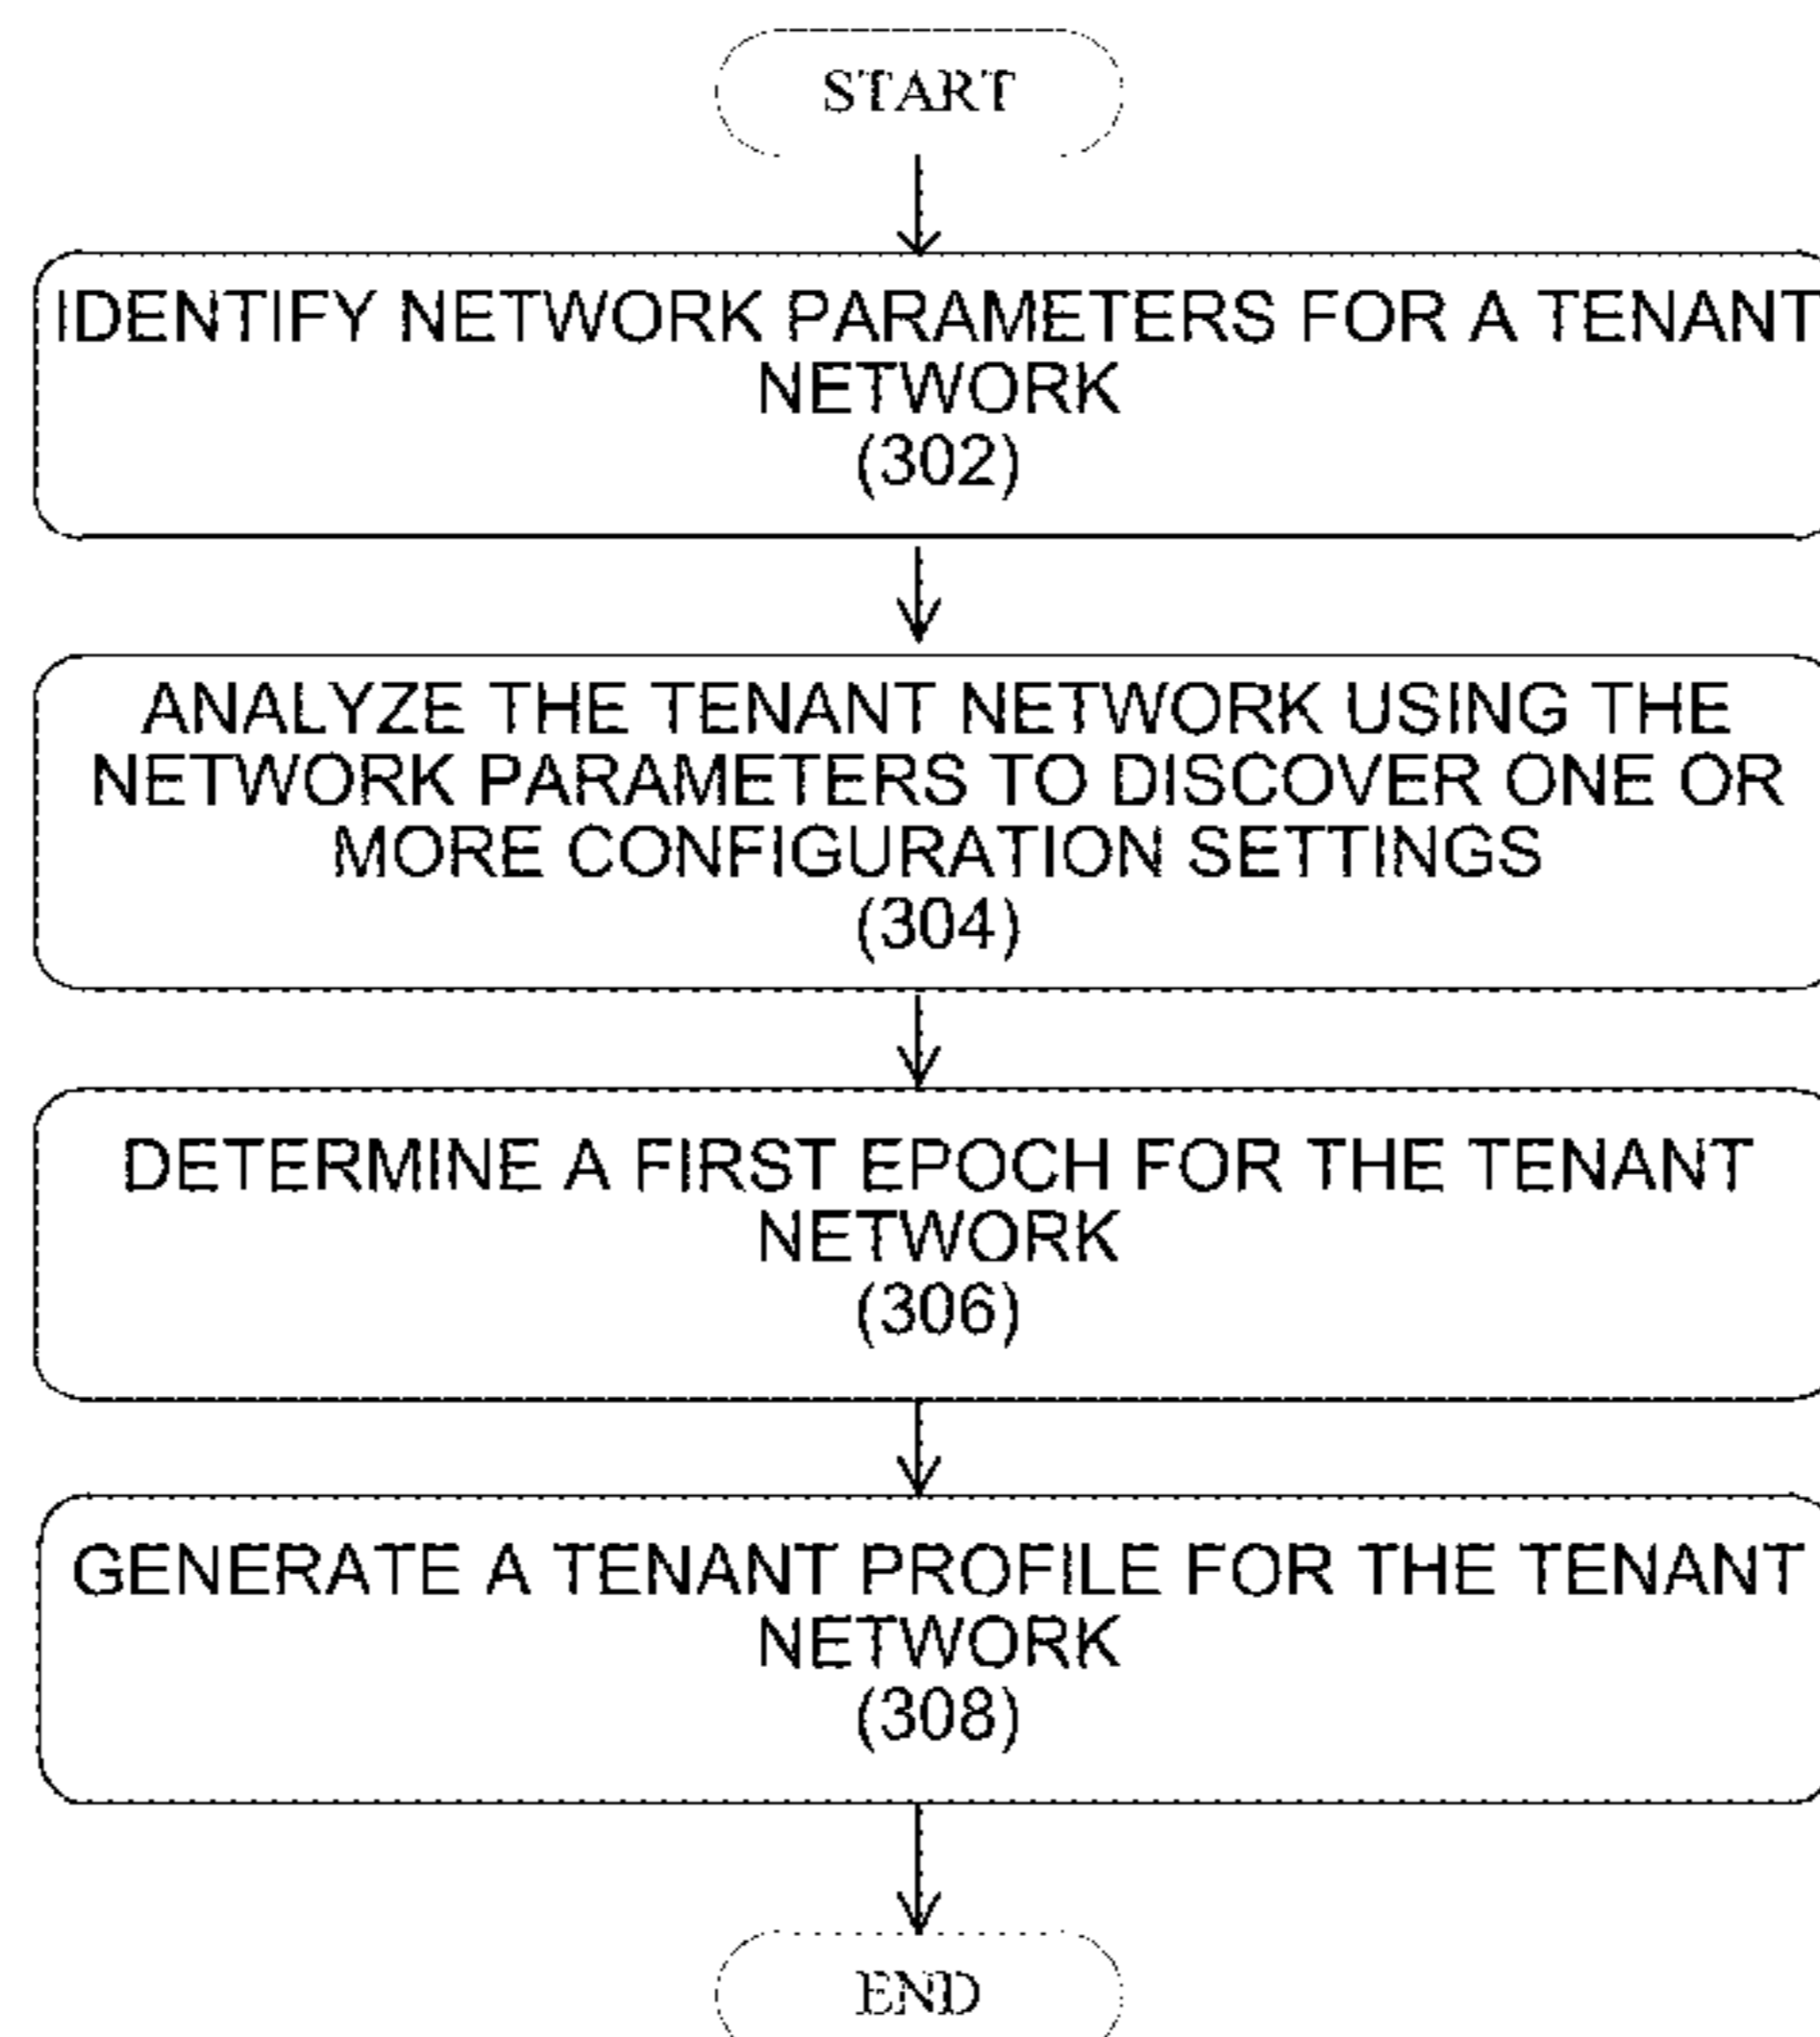 START
IDENTIFY NETWORK PARAMETERS FOR A TENANT
NETWORK
(302)
ANALYZE THE TENANT NETWORK USING THE
NETWORK PARAMETERS TO DISCOVER ONE OR
MORE CONFIGURATION SETTINGS
(304)
DETERMINE A FIRST EPOCH FOR THE TENANT
NETWORK
(306)
GENERATE A TENANT PROFILE FOR THE TENANT
NETWORK
(308)
END